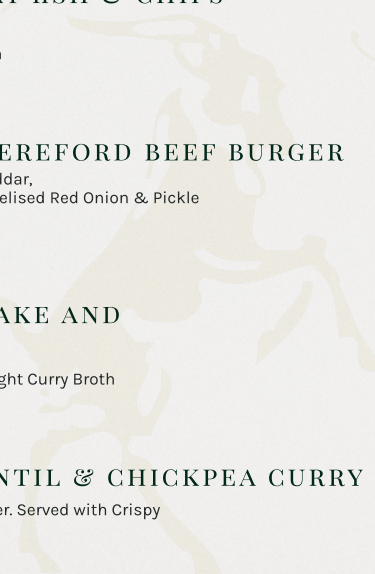 & CHIPS
EREFORD BEEF BURGER
ldar,
elised Red Onion & Pickle
AKE AND
ght Curry Broth
NTIL & CHICKPEA CURRY
er. Served with Crispy